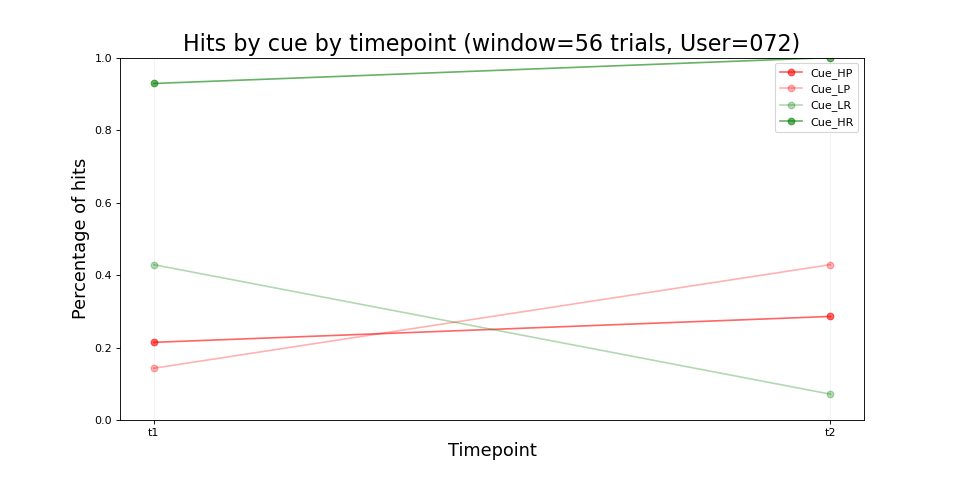 Hits by cue by timepoint (window=56 trials, User=072)
1.0
0.8
0.6
0.4
0.2
0.0
Percentage of hits
Cue_HP
Cue_LP
Cue_LR
Cue_HR
t1
t2
Timepoint